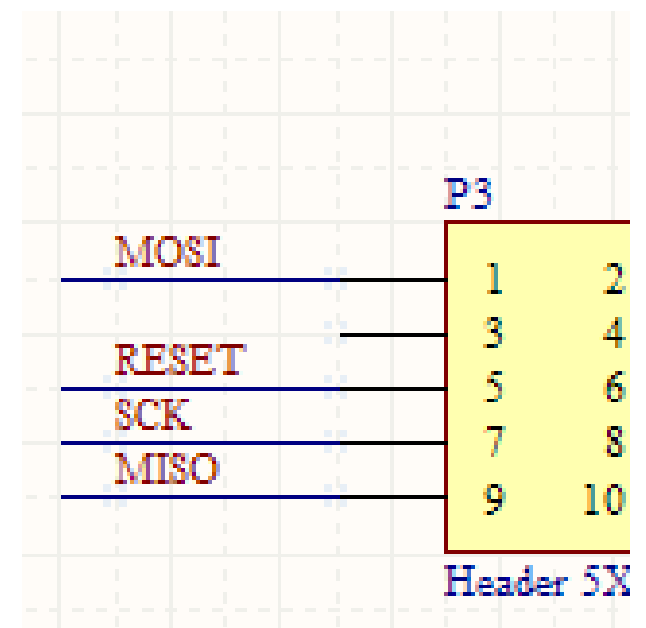 P3
MOSI
1 2
3 4
RESET
5 6
SCK
7 8
MISO
9 10
Header 5X